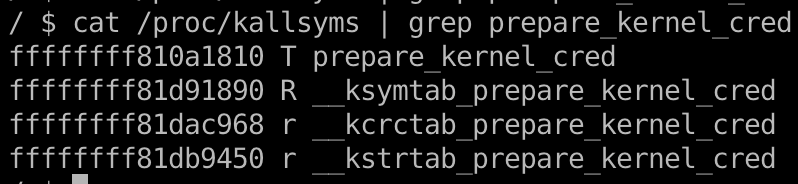 / $ cat /proc/kallsyms | grep prepare_kernel_cred
ffffffff810a1810 T prepare_kernel_cred
ffffffff81d91890 R __ksymtab_prepare_kernel_cred
ffffffff81dac968 r __kcrctab_prepare_kernel_cred
ffffffff81db9450 r __kstrtab_prepare_kernel_cred